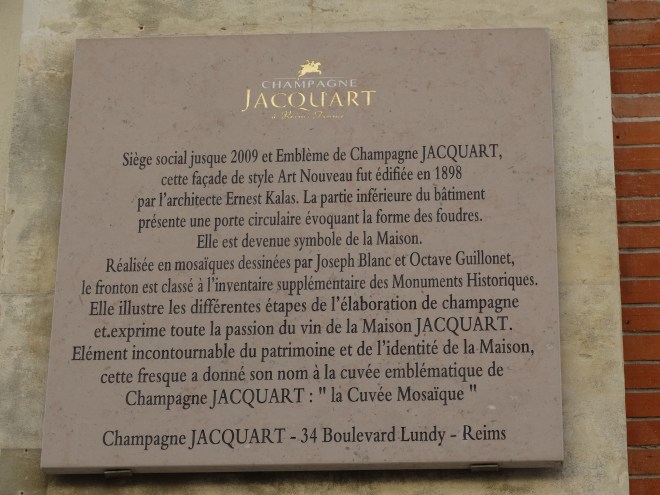 CHAMPAGNE
JACQUART
à Reims-France
Siège social jusque 2009 et Emblème de Champagne JACQUART,
cette façade de style Art Nouveau fut édifiée en 1898
par l'architecte Ernest Kalas. La partie inférieure du bâtiment
présente une porte circulaire évoquant la forme des foudres.
Elle est devenue symbole de la Maison.
Réalisée en mosaïques dessinées par Joseph Blanc et Octave Guillonet,
le fronton est classé à l'inventaire supplémentaire des Monuments Historiques.
Elle illustre les différentes étapes de l'élaboration de champagne
et exprime toute la passion du vin de la Maison JACQUART.
Elément incontournable du patrimoine et de l'identité de la Maison,
cette fresque a donné son nom à la cuvée emblématique de
Champagne JACQUART : " la Cuvée Mosaïque "
Champagne JACQUART - 34 Boulevard Lundy - Reims